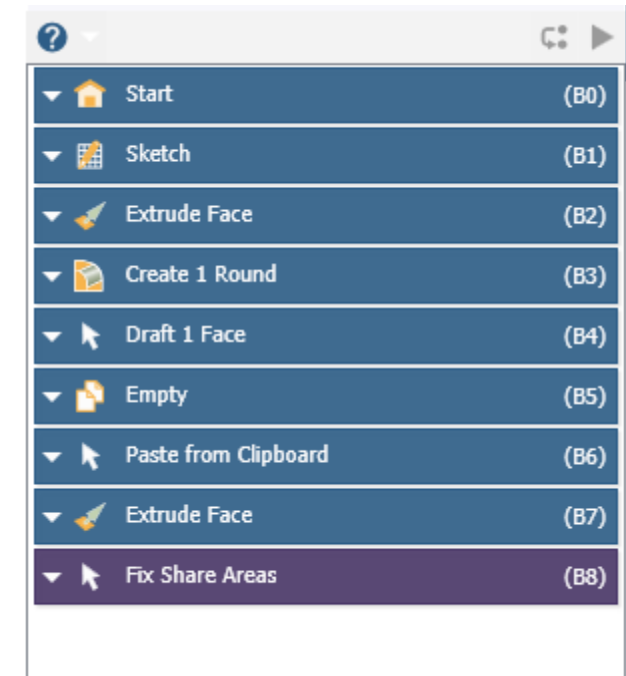 ?
Start (B0)
Sketch (B1)
Extrude Face (B2)
Create 1 Round (B3)
Draft 1 Face (B4)
Empty (B5)
Paste from Clipboard (B6)
Extrude Face (B7)
Fix Share Areas (B8)